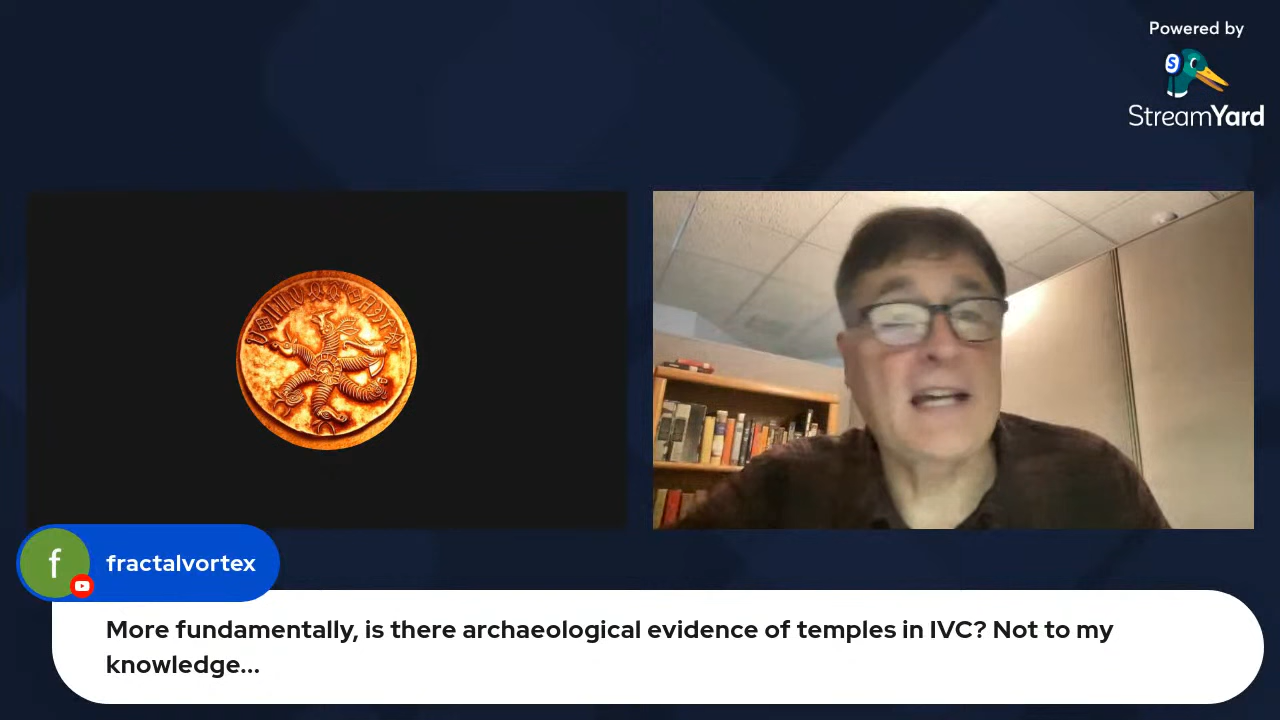 Powered by
S
StreamYard
f
fractalvortex
More fundamentally, is there archaeological evidence of temples in IVC? Not to my
knowledge...